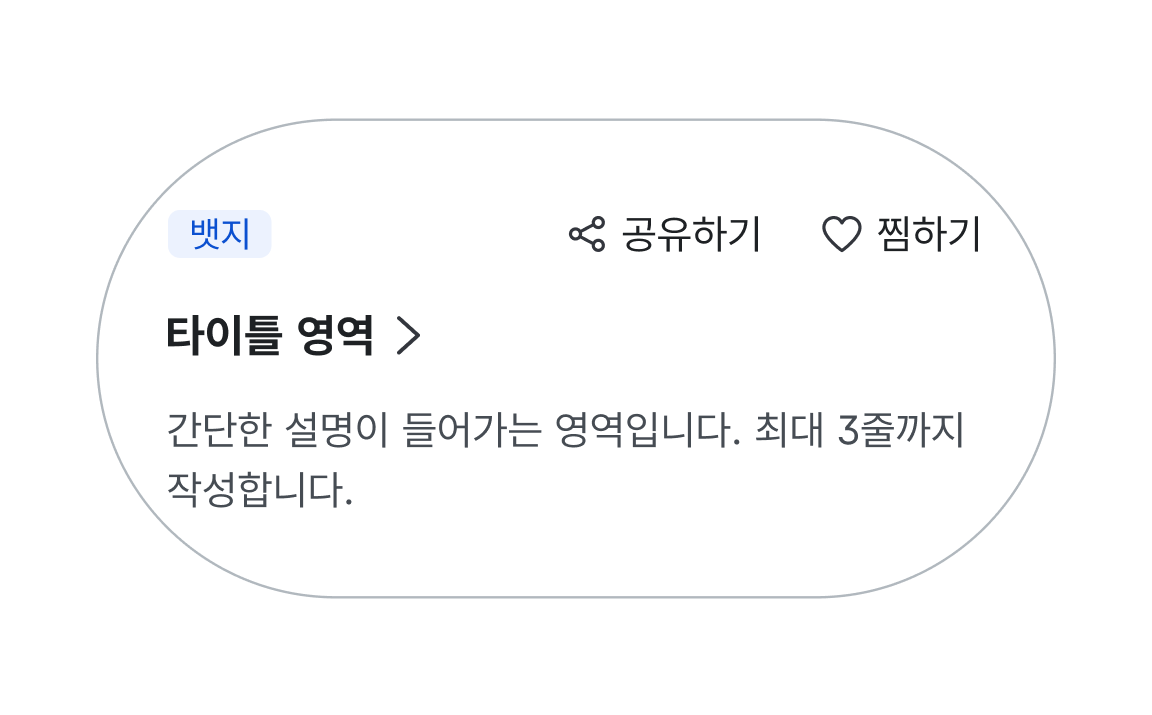 뱃지 공유하기 찜하기
타이틀 영역
간단한 설명이 들어가는 영역입니다. 최대 3줄까지
작성합니다.